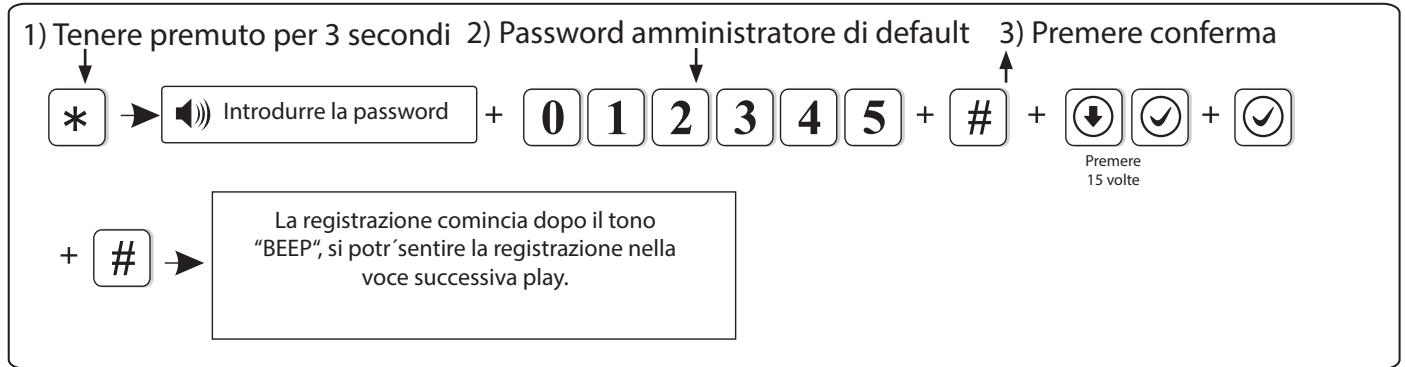 1) Tenere premuto per 3 secondi 2) Password amministratore di default 3) Premere conferma
* Introdurre la password + 0 1 2 3 4 5 + # + +
Premere
15 volte
+ #
La registrazione comincia dopo il tono
“BEEP“, si potr´sentire la registrazione nella
voce successiva play.